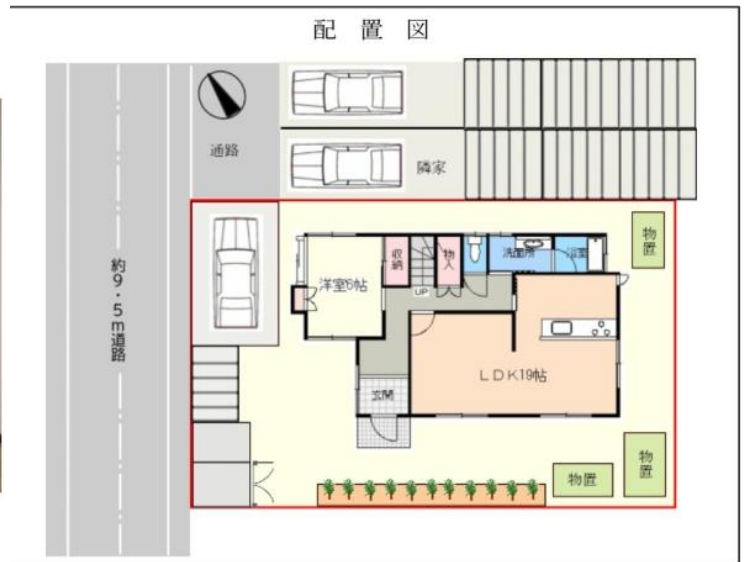 配置図
通路
隣家
約9・5m道路
物置
洋室6帖
収納
UP
物入
洗面所
浴室
LDK19帖
玄関
物置
物置